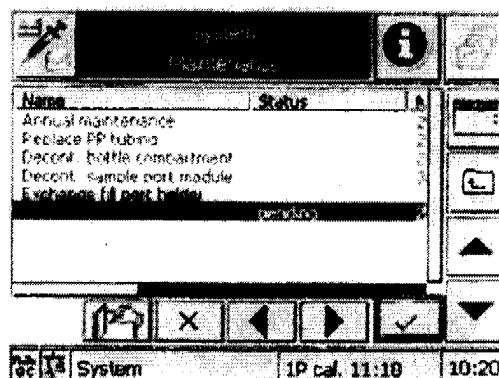 System
Maintenance
Name Status
Annual maintenance
Replace PP tubing
Decont. bottle compartment
Decont. sample port module
Exchange fill port holder
pending
System 1P cal. 11:10 10:20